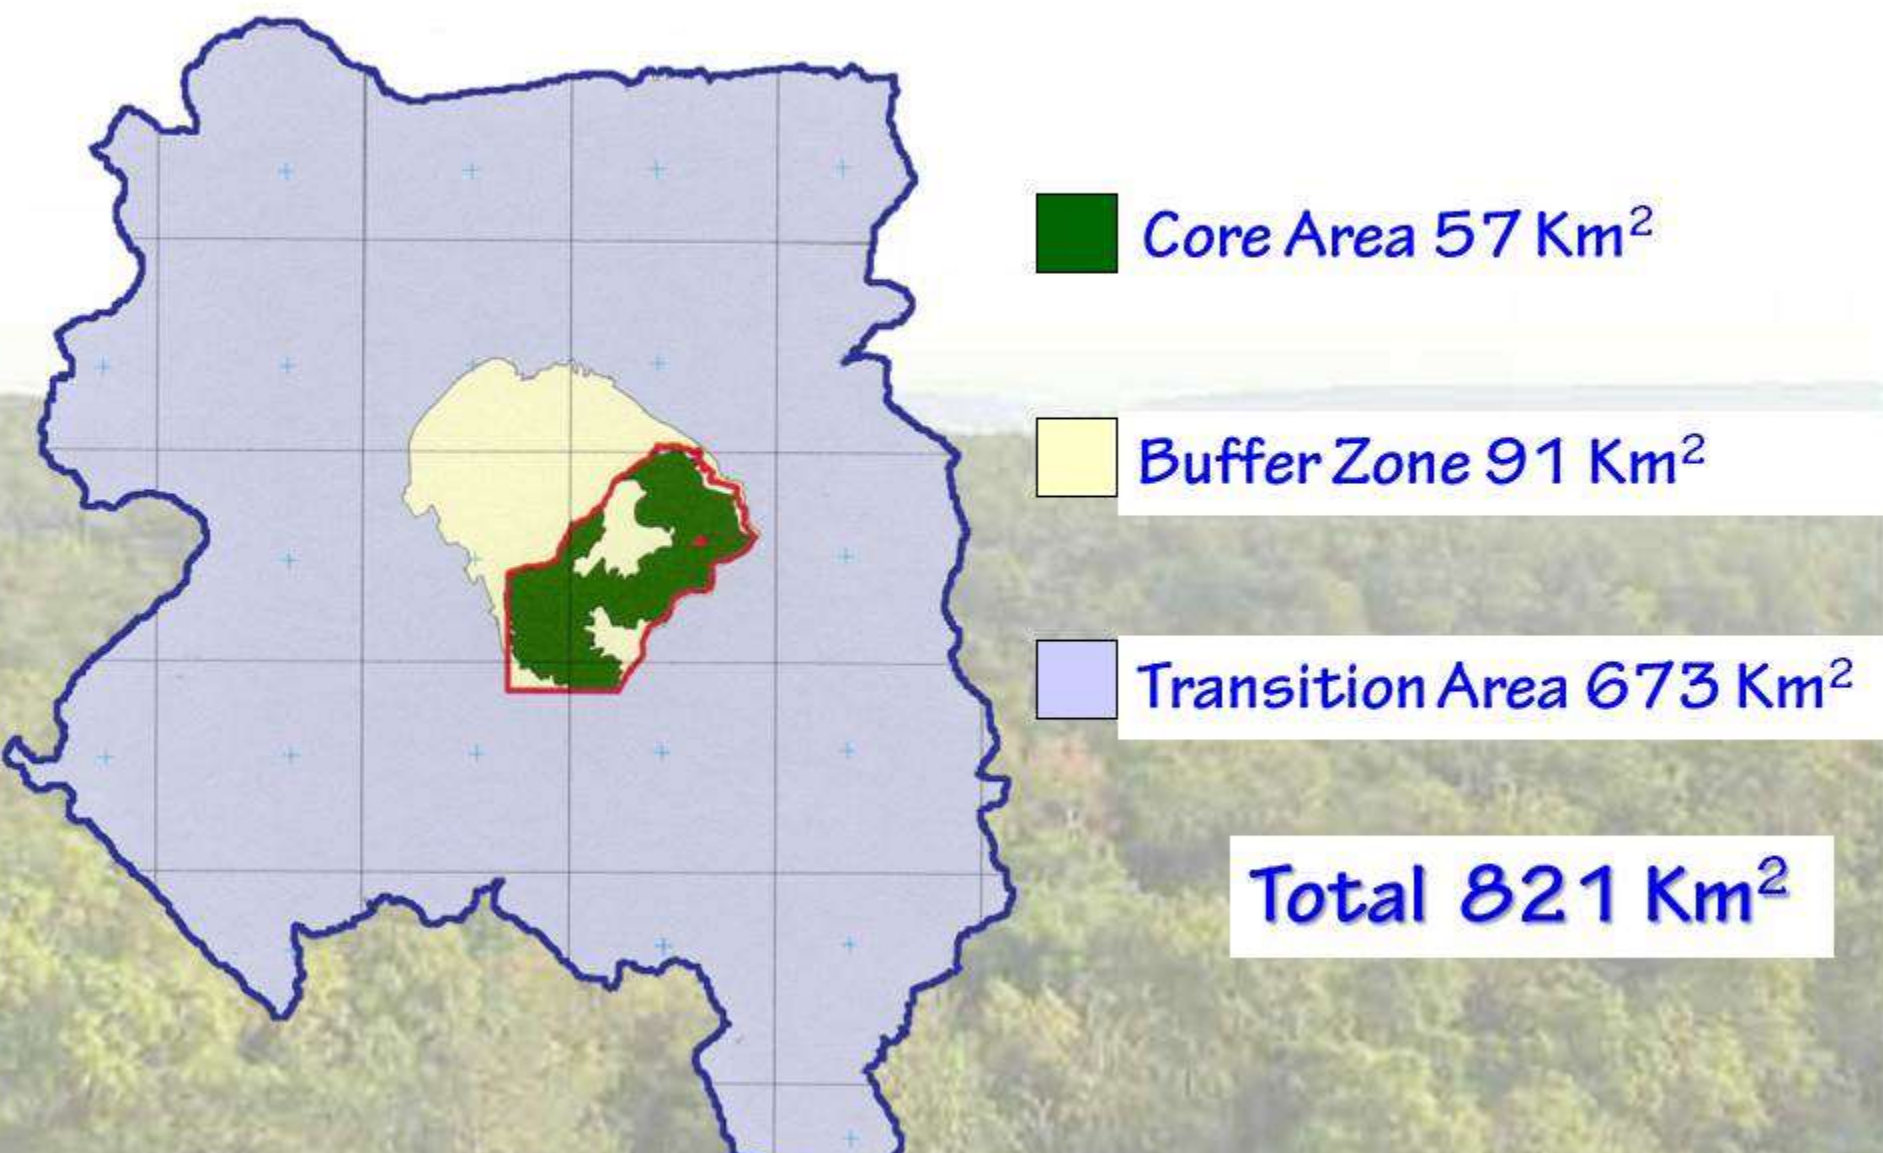 Core Area 57 Km²
Buffer Zone 91 Km²
Transition Area 673 Km²
Total 821 Km²